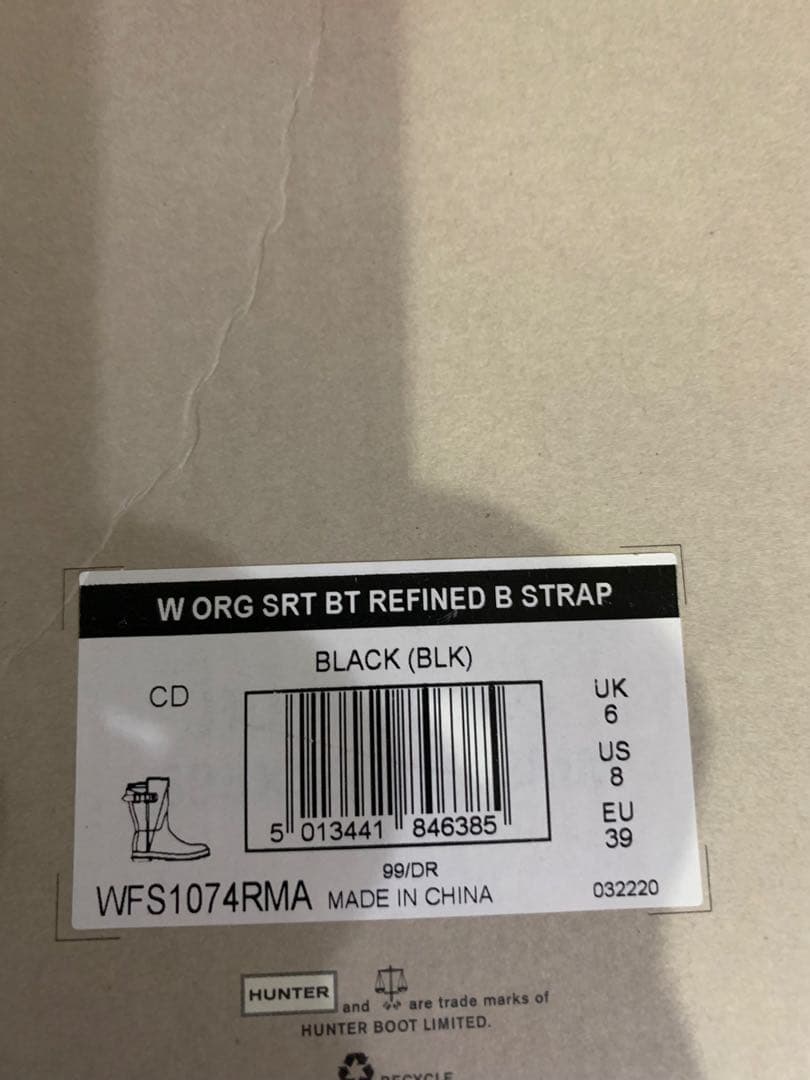 W ORG SRT BT REFINED B STRAP
BLACK (BLK)
CD
UK
6
US
8
EU
39
5 013441 846385
99/DR
WFS1074RMA MADE IN CHINA
032220
HUNTER and are trade marks of
HUNTER BOOT LIMITED.
RECYCLE